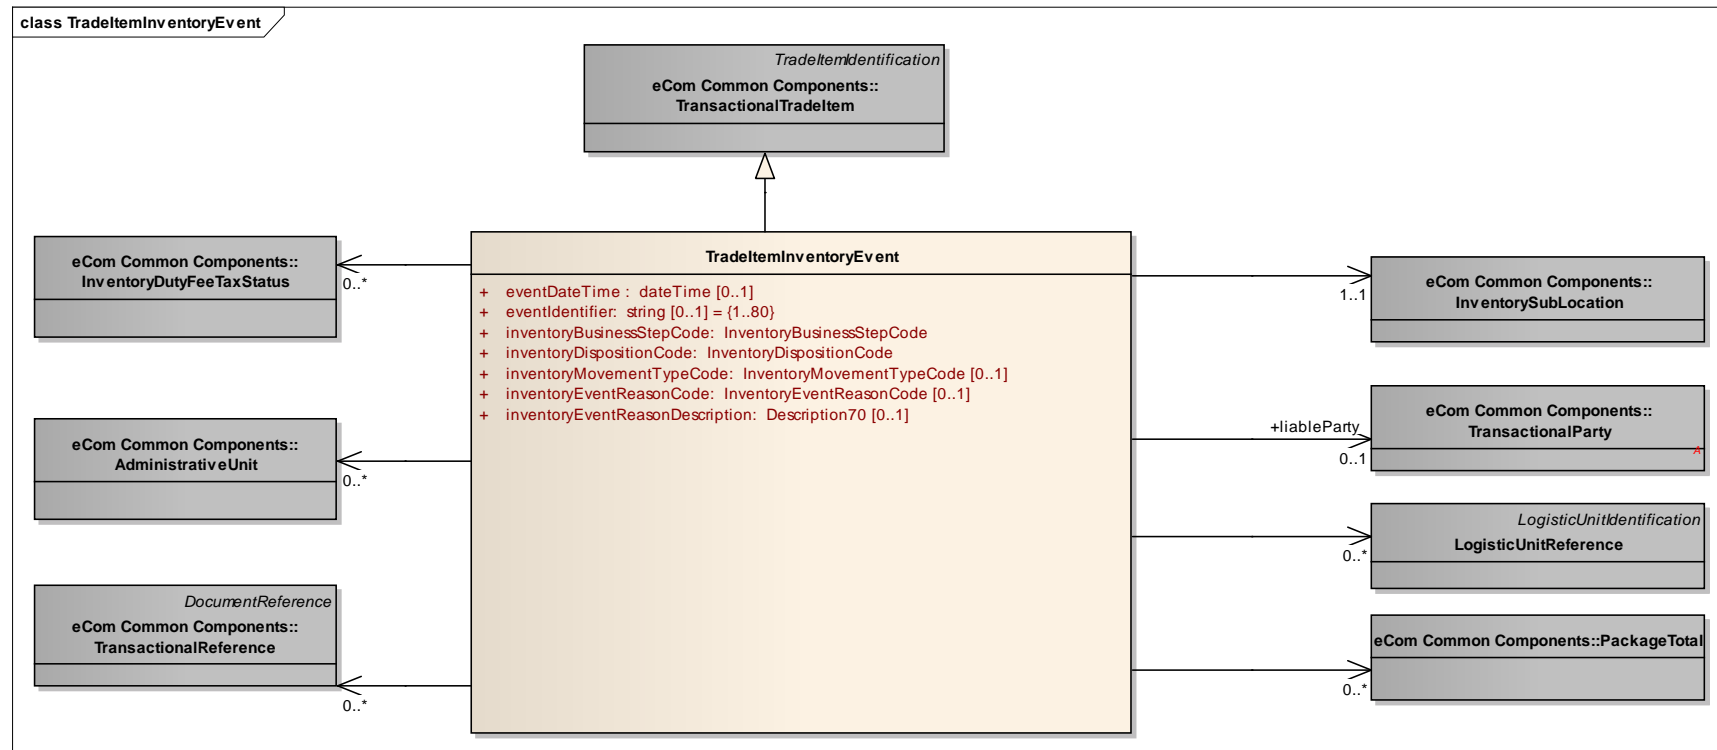 class TradeItemInventoryEvent
TradeItemIdentification
eCom Common Components::
TransactionalTradeItem
eCom Common Components::
InventoryDutyFeeTaxStatus
0..*
eCom Common Components::
AdministrativeUnit
0..*
DocumentReference
eCom Common Components::
TransactionalReference
0..*
TradeItemInventoryEvent
+ eventDateTime : dateTime [0..1]
+ eventIdentifier: string [0..1] = {1..80}
+ inventoryBusinessStepCode: InventoryBusinessStepCode
+ inventoryDispositionCode: InventoryDispositionCode
+ inventoryMovementTypeCode: InventoryMovementTypeCode [0..1]
+ inventoryEventReasonCode: InventoryEventReasonCode [0..1]
+ inventoryEventReasonDescription: Description70 [0..1]
eCom Common Components::
InventorySubLocation
1..1
eCom Common Components::
TransactionalParty
A
+liableParty
0..1
LogisticUnitIdentification
LogisticUnitReference
0..*
eCom Common Components::PackageTotal
0..*